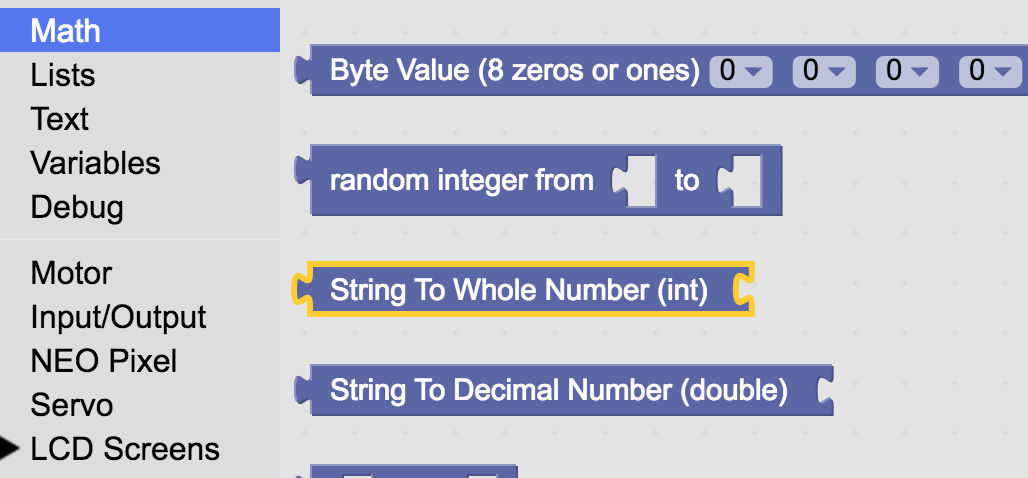 Math
Lists
Text
Variables
Debug
Motor
Input/Output
NEO Pixel
Servo
LCD Screens
Byte Value (8 zeros or ones) 0 0 0 0
random integer from to
String To Whole Number (int)
String To Decimal Number (double)